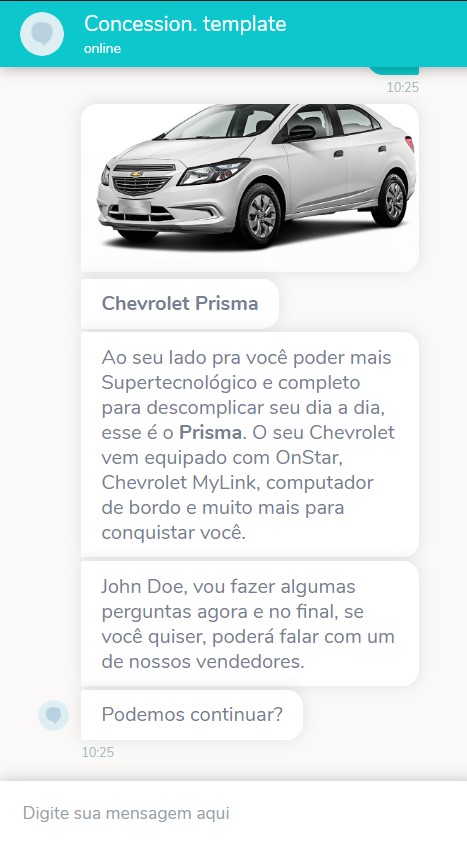 Concession. template
online
10:25
Chevrolet Prisma
Ao seu lado pra você poder mais
Supertecnológico e completo
para descomplicar seu dia a dia,
esse é o Prisma. O seu Chevrolet
vem equipado com OnStar,
Chevrolet MyLink, computador
de bordo e muito mais para
conquistar você.
John Doe, vou fazer algumas
perguntas agora e no final, se
você quiser, poderá falar com um
de nossos vendedores.
Podemos continuar?
10:25
Digite sua mensagem aqui